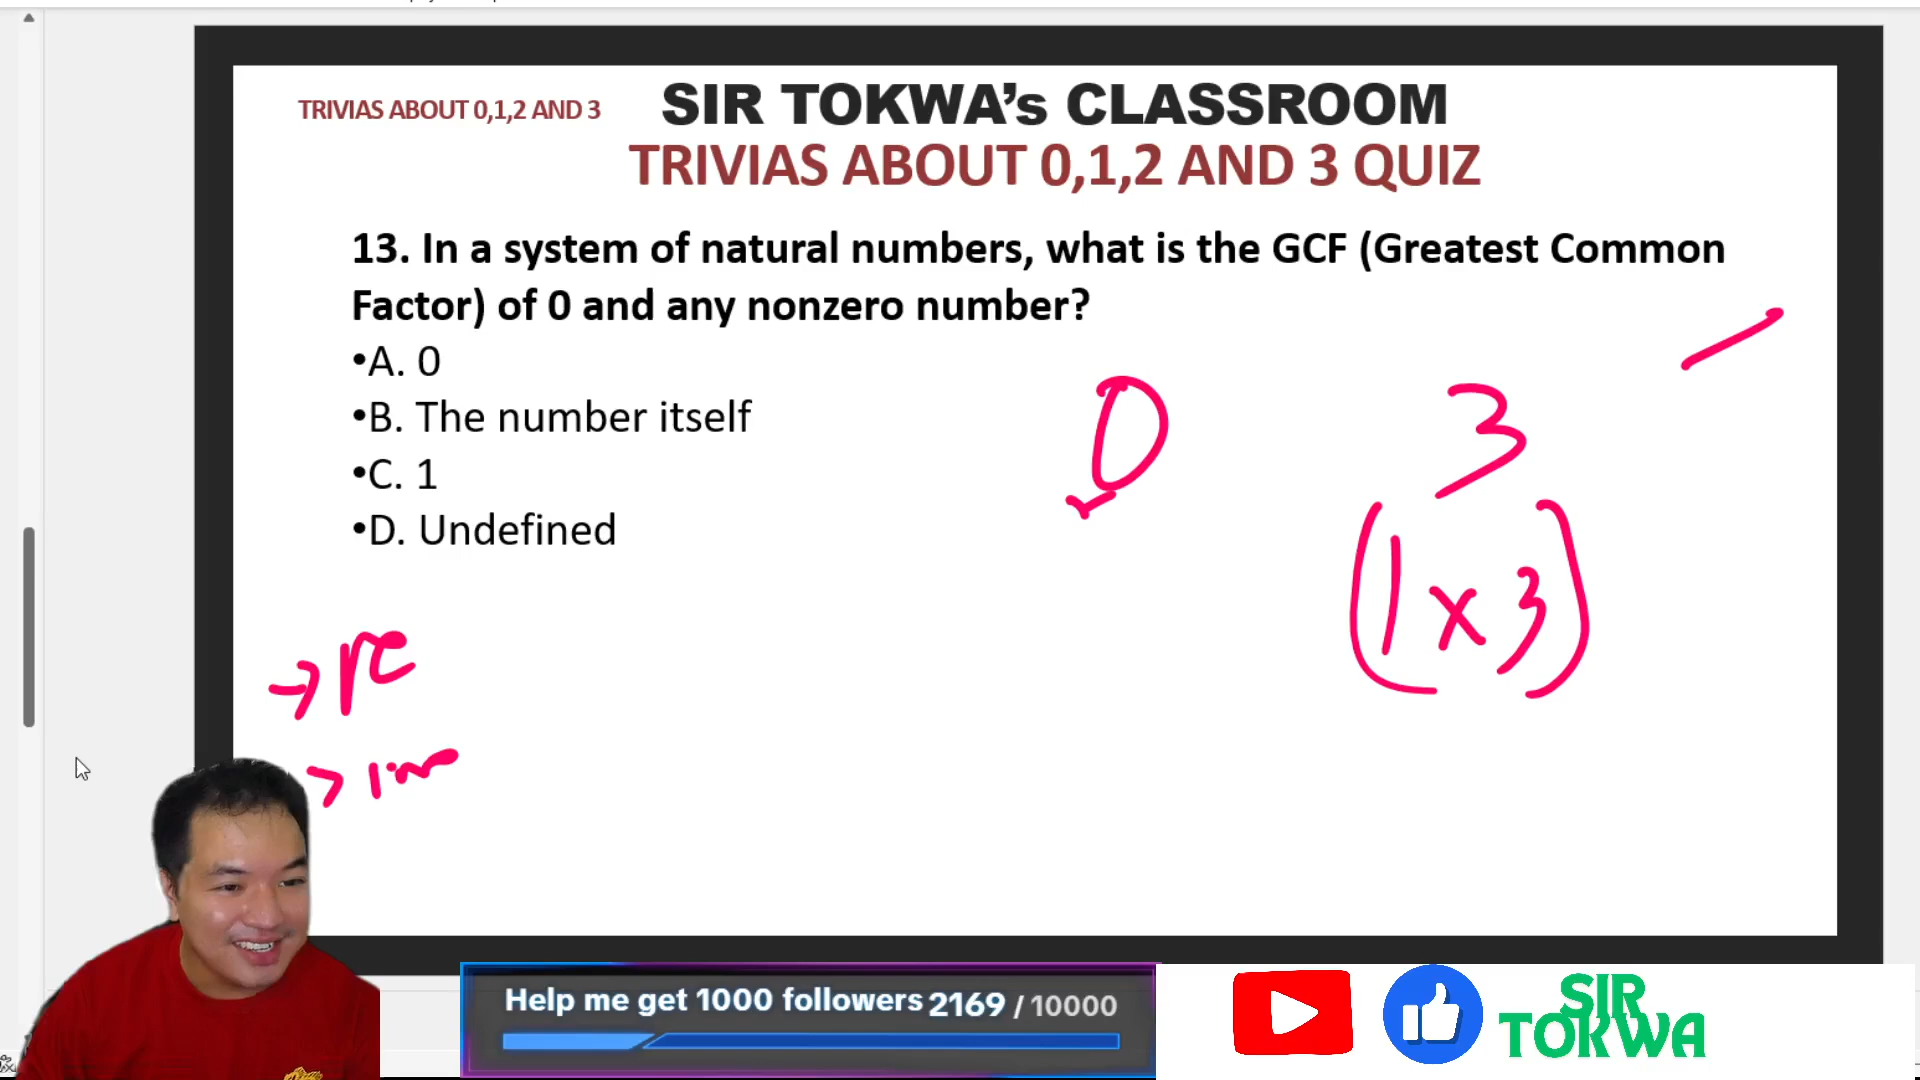 TRIVIAS ABOUT 0,1,2 AND 3
SIR TOKWA’s CLASSROOM
TRIVIAS ABOUT 0,1,2 AND 3 QUIZ
13. In a system of natural numbers, what is the GCF (Greatest Common
Factor) of 0 and any nonzero number?
•A. 0
•B. The number itself
•C. 1
•D. Undefined
0 3
(1 x 3)
Help me get 1000 followers 2169 / 10000
SIR
TOKWA